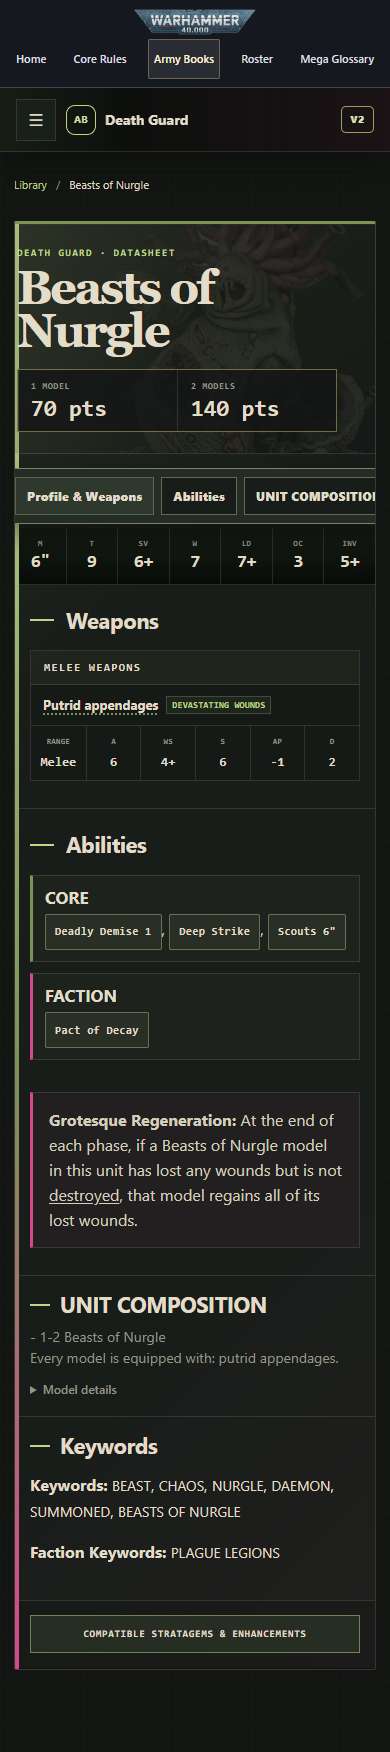 WARHAMMER
40,000
Home
Core Rules
Army Books
Roster
Mega Glossary
☰
AB
Death Guard
V2
Library / Beasts of Nurgle
DEATH GUARD · DATASHEET
Beasts of
Nurgle
1 MODEL
70 pts
2 MODELS
140 pts
Profile & Weapons
Abilities
UNIT COMPOSITION
M T SV W LD OC INV
6" 9 6+ 7 7+ 3 5+
Weapons
MELEE WEAPONS
Putrid appendages DEVASTATING WOUNDS
RANGE A WS S AP D
Melee 6 4+ 6 -1 2
Abilities
CORE
Deadly Demise 1, Deep Strike, Scouts 6"
FACTION
Pact of Decay
Grotesque Regeneration: At the end of
each phase, if a Beasts of Nurgle model
in this unit has lost any wounds but is not
destroyed, that model regains all of its
lost wounds.
UNIT COMPOSITION
- 1-2 Beasts of Nurgle
Every model is equipped with: putrid appendages.
▶ Model details
Keywords
Keywords: BEAST, CHAOS, NURGLE, DAEMON,
SUMMONED, BEASTS OF NURGLE
Faction Keywords: PLAGUE LEGIONS
COMPATIBLE STRATAGEMS & ENHANCEMENTS